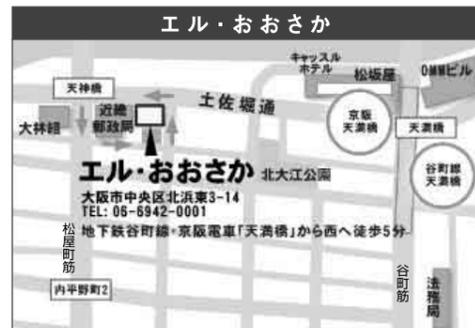 エル・おおさか
キャッスル
ホテル
松坂屋
OMMビル
天神橋
近畿
郵政局
土佐堀通
京阪
天満橋
天満橋
大林組
谷町線
天満橋
エル・おおさか 北大江公園
大阪市中央区北浜東3-14
TEL: 06-6942-0001
地下鉄谷町線・京阪電車「天満橋」から西へ徒歩5分
松屋町筋
谷町筋
法務局
内平野町2